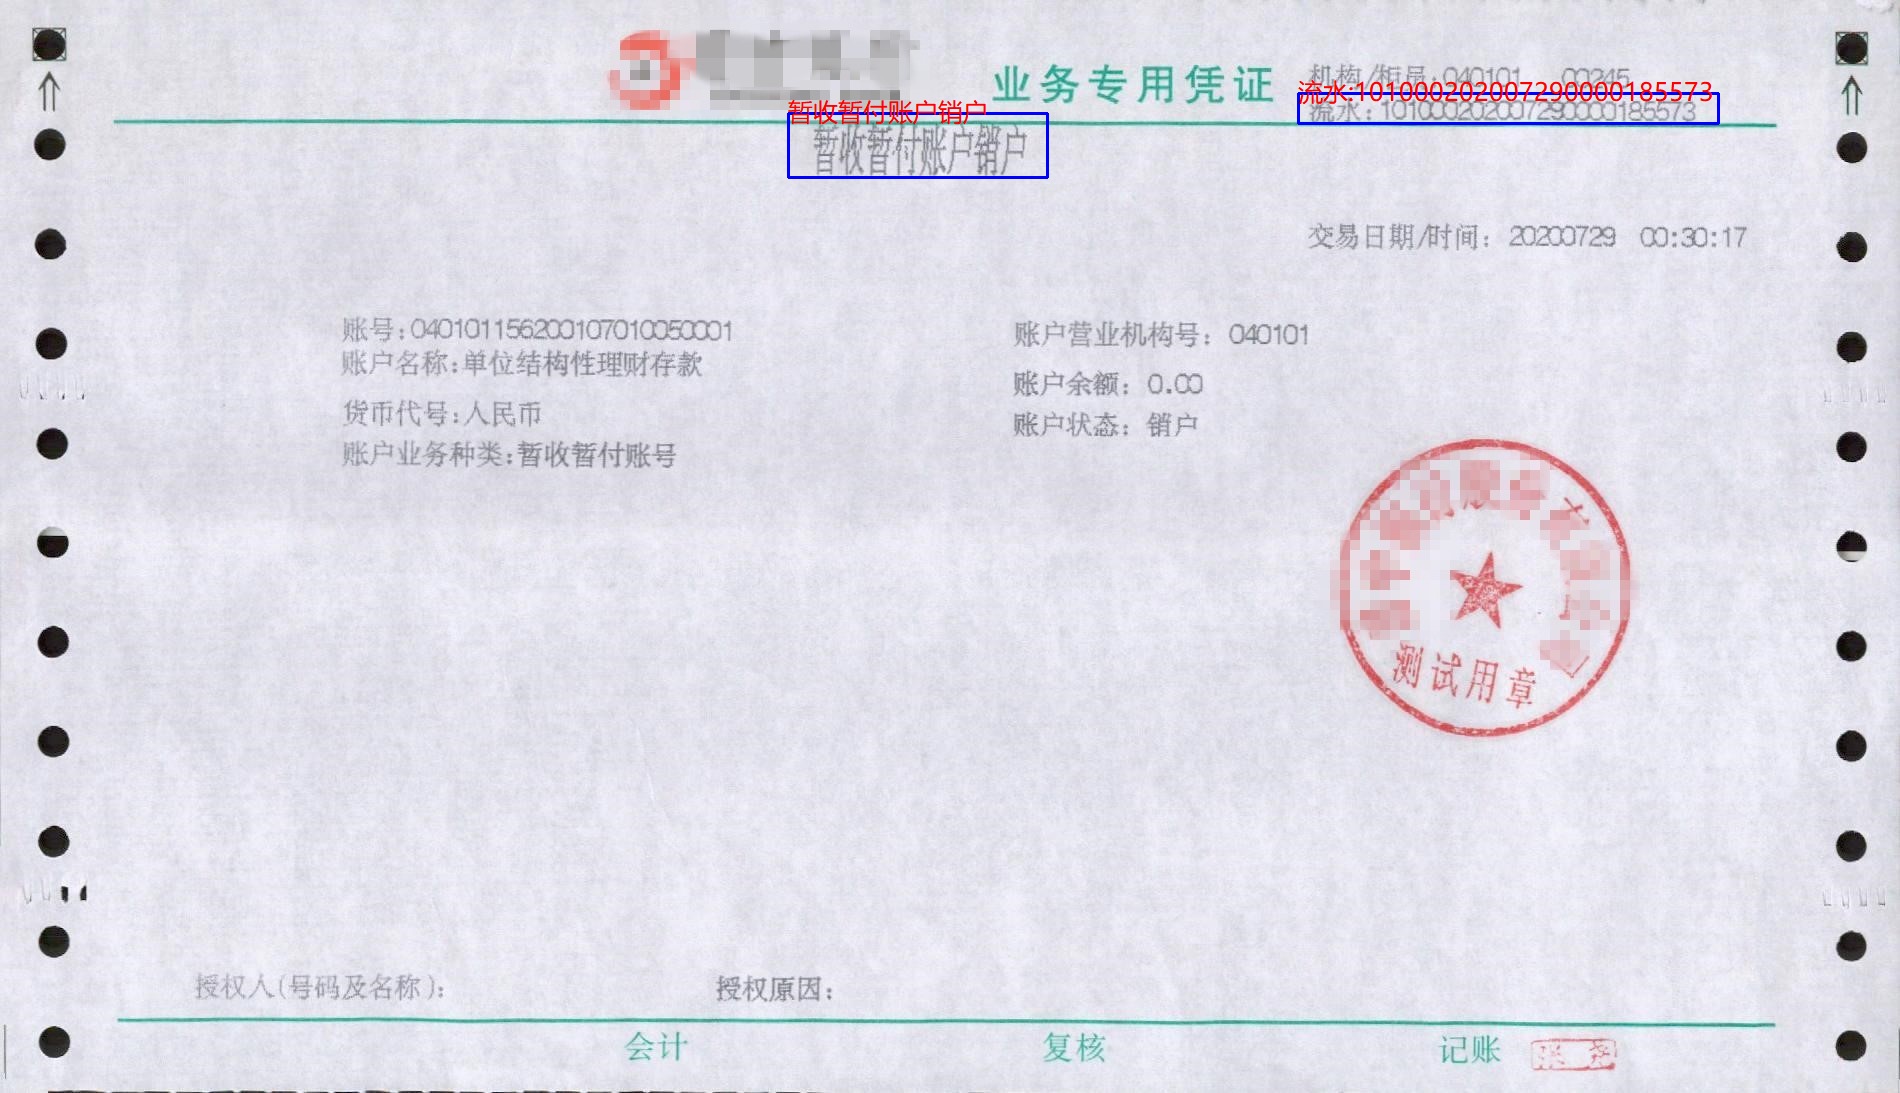 业务专用凭证
机构/柜员:040101 00245
流水:10100020200729000018557​3
流水:101000202007290000185573
暂收暂付账户销户
暂收暂付账户销户
交易日期/时间: 20200729 00:30:17
账号:040101156200107010050001
账户营业机构号: 040101
账户名称:单位结构性理财存款
账户余额: 0.00
货币代号:人民币
账户状态: 销户
账户业务种类:暂收暂付账号
测试用章
授权人(号码及名称):
授权原因:
会计
复核
记账